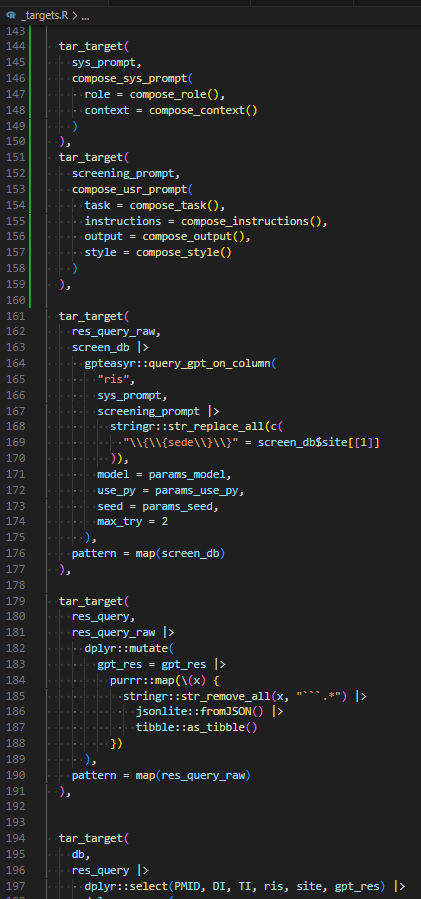 _targets.R > ...
143
144 tar_target(
145 sys_prompt,
146 compose_sys_prompt(
147 role = compose_role(),
148 context = compose_context()
149 )
150 ),
151 tar_target(
152 screening_prompt,
153 compose_usr_prompt(
154 task = compose_task(),
155 instructions = compose_instructions(),
156 output = compose_output(),
157 style = compose_style()
158 )
159 ),
160
161 tar_target(
162 res_query_raw,
163 screen_db |>
164 gpteasyr::query_gpt_on_column(
165 "ris",
166 sys_prompt,
167 screening_prompt |>
168 stringr::str_replace_all(c(
169 "\\{\\{sede\\}\\}" = screen_db$site[[1]]
170 )),
171 model = params_model,
172 use_py = params_use_py,
173 seed = params_seed,
174 max_try = 2
175 ),
176 pattern = map(screen_db)
177 ),
178
179 tar_target(
180 res_query,
181 res_query_raw |>
182 dplyr::mutate(
183 gpt_res = gpt_res |>
184 purrr::map(\(x) {
185 stringr::str_remove_all(x, "```.*") |>
186 jsonlite::fromJSON() |>
187 tibble::as_tibble()
188 })
189 ),
190 pattern = map(res_query_raw)
191 ),
192
193
194 tar_target(
195 db,
196 res_query |>
197 dplyr::select(PMID, DI, TI, ris, site, gpt_res) |>